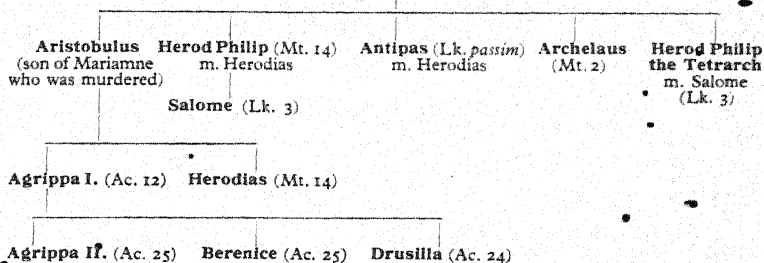 Aristobulus Herod Philip (Mt. 14) Antipas (Lk. passim) Archelaus Herod Philip
(son of Mariamne m. Herodias m. Herodias (Mt. 2) the Tetrarch
who was murdered) m. Salome
Salome (Lk. 3) (Lk. 3)
Agrippa I. (Ac. 12) Herodias (Mt. 14)
Agrippa II. (Ac. 25) Berenice (Ac. 25) Drusilla (Ac. 24)